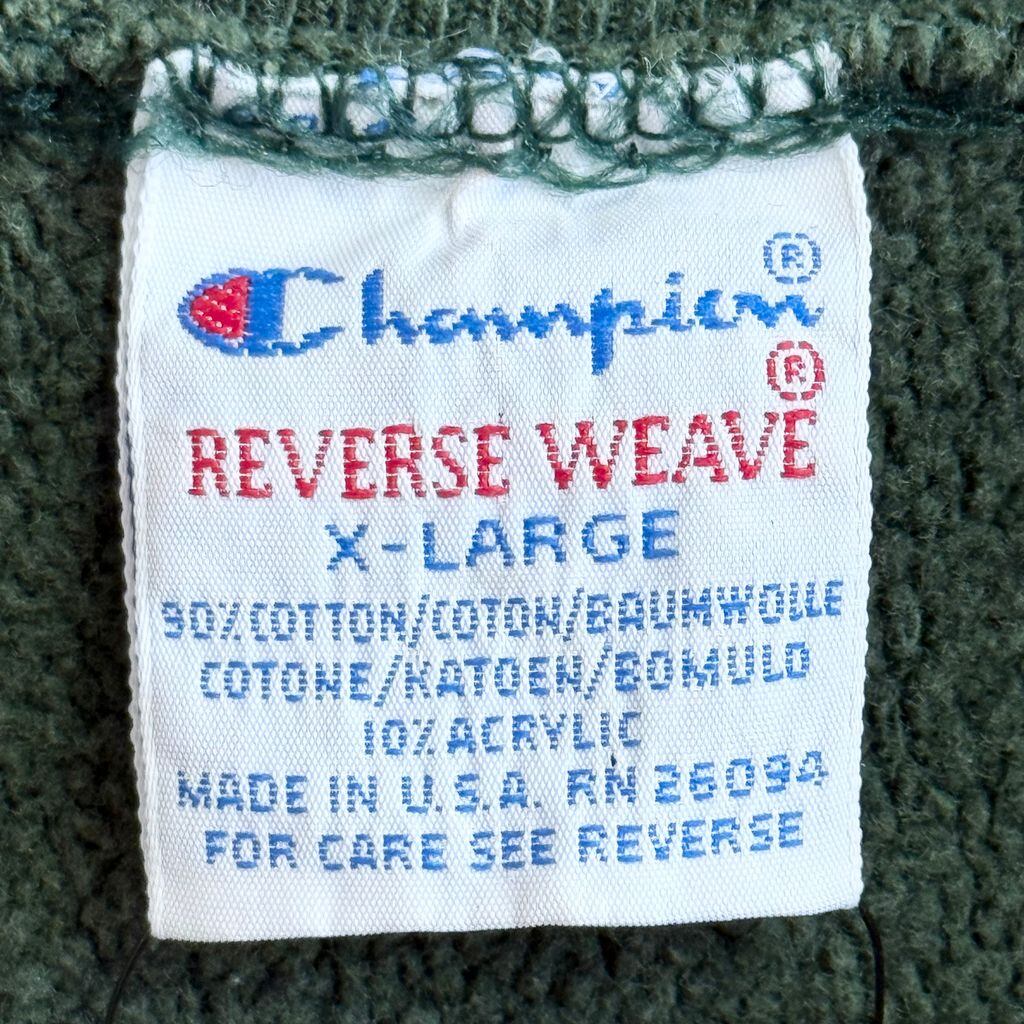 Champion®
REVERSE WEAVE®
X-LARGE
90%COTTON/COTON/BAUMWOLLE
COTONE/KATOEN/BOMULD
10% ACRYLIC
MADE IN U.S.A. RN 26094
FOR CARE SEE REVERSE